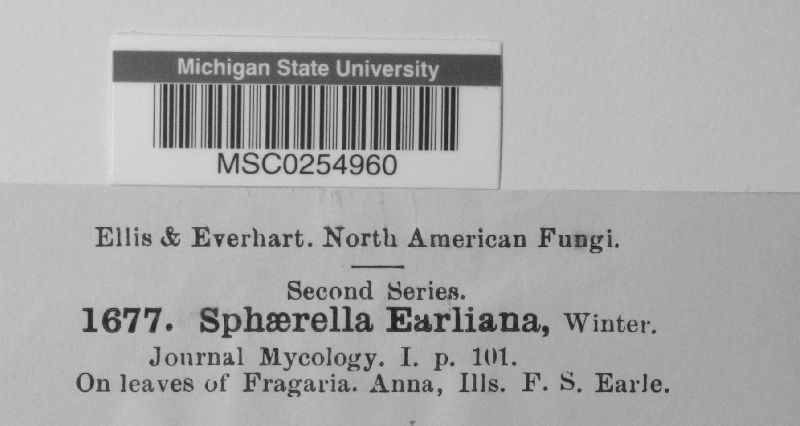 Michigan State University
MSC0254960
Ellis & Everhart. North American Fungi.
Second Series.
1677. Sphærella Earliana, Winter.
Journal Mycology. I. p. 101.
On leaves of Fragaria. Anna, Ills. F. S. Earle.